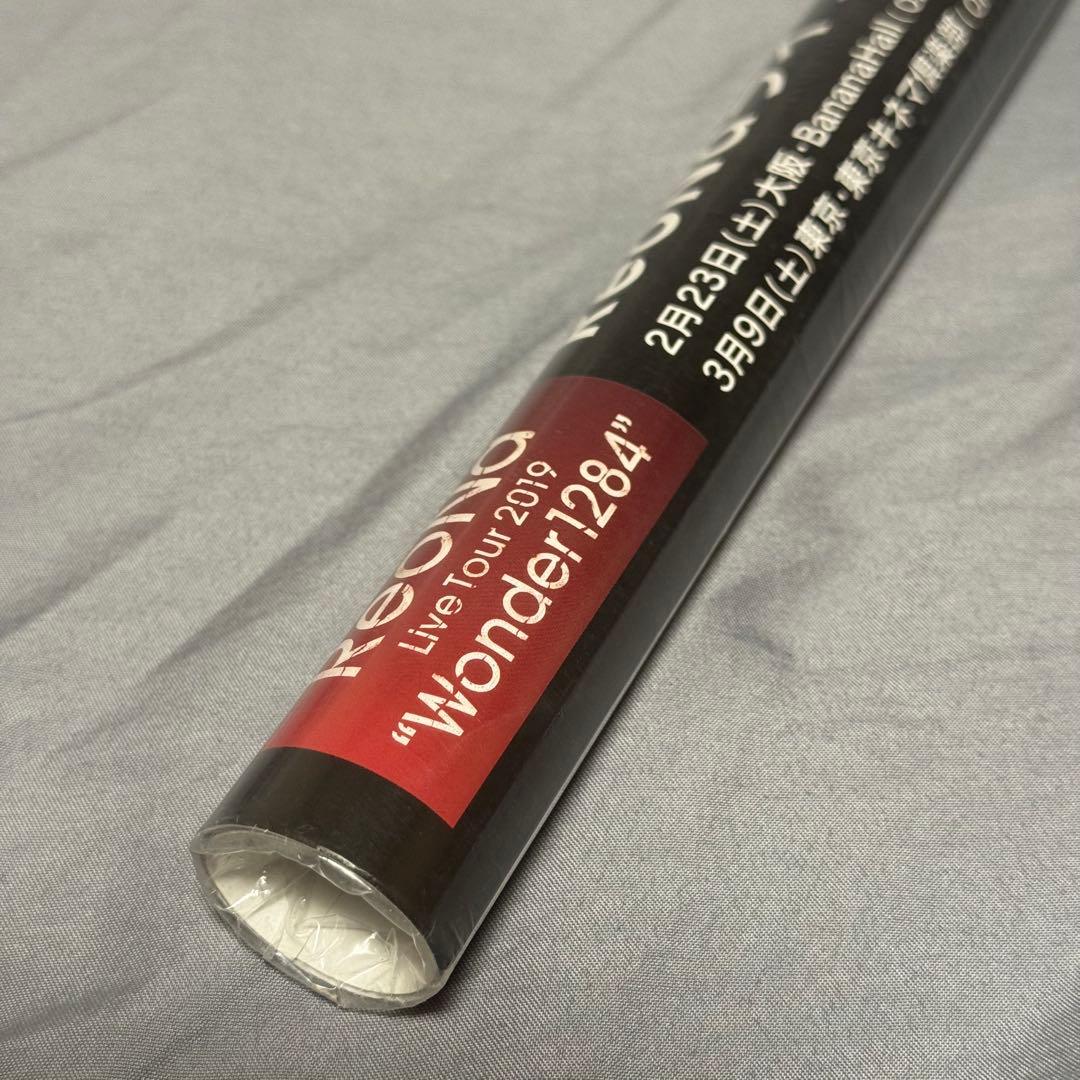 ReoNa
2月23日(土)大阪・BananaHall
3月9日(土)東京・東京キネマ倶楽部
ReoNa
Live Tour 2019
“Wonder1284”